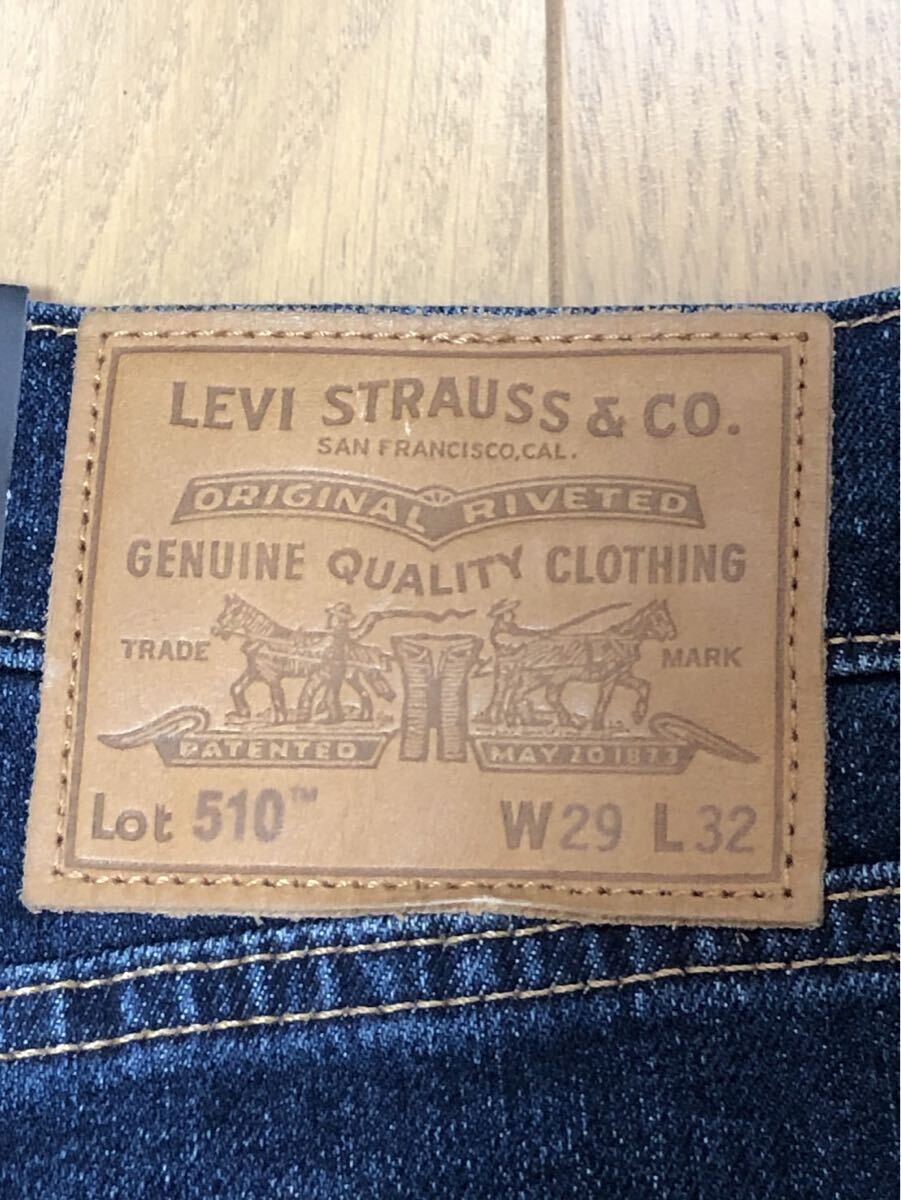 LEVI STRAUSS & CO.
SAN FRANCISCO, CAL.
ORIGINAL RIVETED
GENUINE QUALITY CLOTHING
TRADE MARK
PATENTED MAY 20 1873
Lot 510™ W29 L32